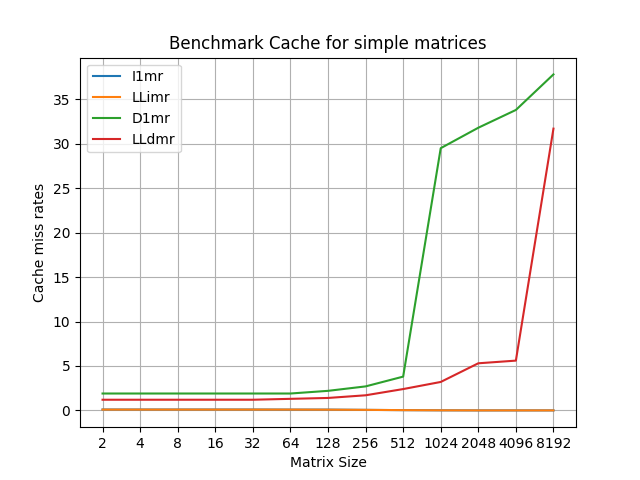 Benchmark Cache for simple matrices
I1mr
LLimr
D1mr
LLdmr
Cache miss rates
35
30
25
20
15
10
5
0
2 4 8 16 32 64 128 256 512 1024 2048 4096 8192
Matrix Size